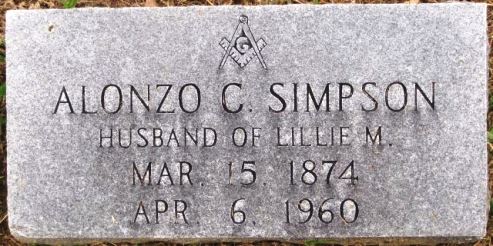 G
ALONZO C. SIMPSON
HUSBAND OF LILLIE M.
MAR. 15. 1874
APR. 6. 1960